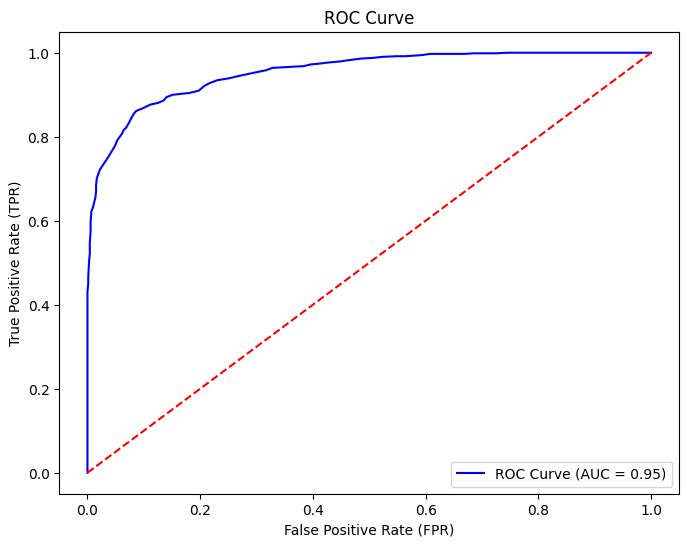 ROC Curve
True Positive Rate (TPR)
1.0
0.8
0.6
0.4
0.2
0.0
ROC Curve (AUC = 0.95)
0.0 0.2 0.4 0.6 0.8 1.0
False Positive Rate (FPR)